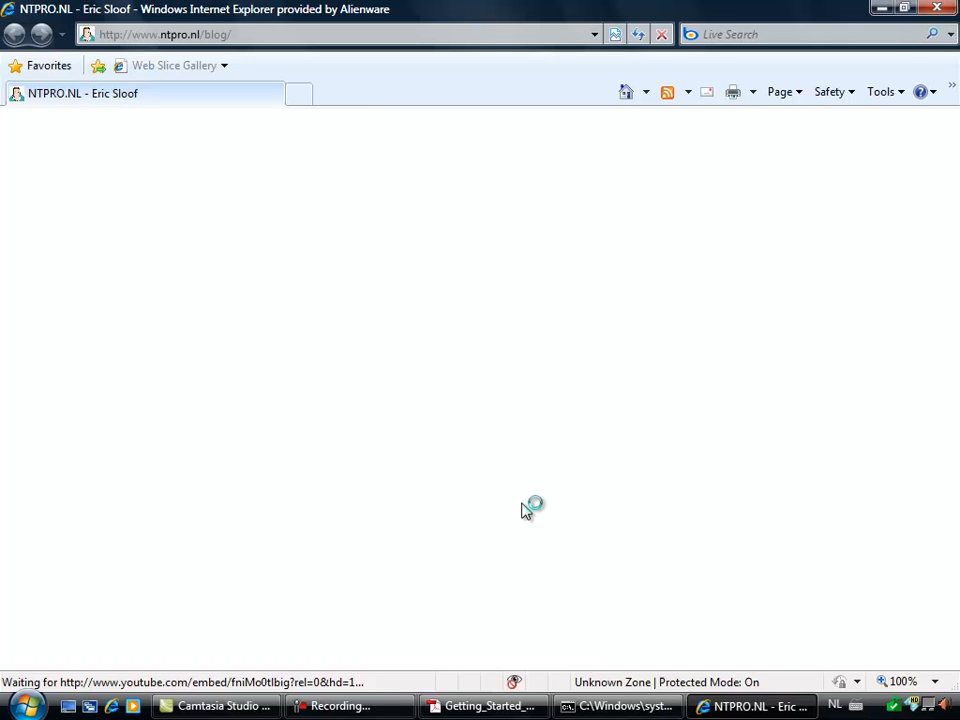 NTPRO.NL - Eric Sloof - Windows Internet Explorer provided by Alienware
http://www.ntpro.nl/blog/
Live Search
Favorites
Web Slice Gallery
NTPRO.NL - Eric Sloof
Page
Safety
Tools
Waiting for http://www.youtube.com/embed/fniMo0tIbig?rel=0&hd=1...
Unknown Zone | Protected Mode: On
100%
Camtasia Studio ...
Recording...
Getting_Started_...
C:\Windows\syst...
NTPRO.NL - Eric ...
NL